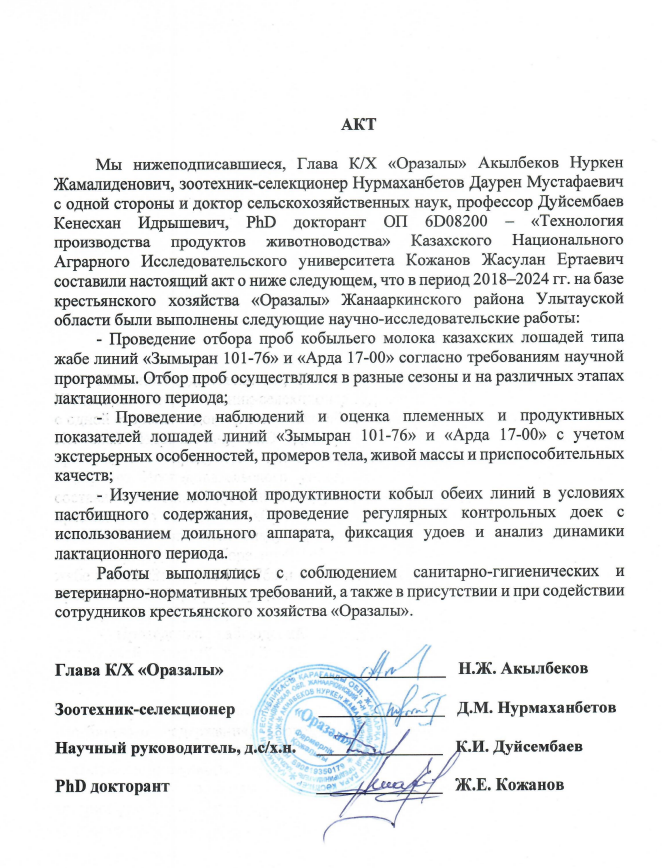 АКТ
Мы нижеподписавшиеся, Глава К/Х «Оразалы» Акылбеков Нуркен
Жамалиденович, зоотехник-селекционер Нурмаханбетов Даурен Мустафаевич
с одной стороны и доктор сельскохозяйственных наук, профессор Дуйсембаев
Кенесхан Идрышевич, PhD докторант ОП 6D08200 – «Технология
производства продуктов животноводства» Казахского Национального
Аграрного Исследовательского университета Кожанов Жасулан Ертаевич
составили настоящий акт о ниже следующем, что в период 2018–2024 гг. на базе
крестьянского хозяйства «Оразалы» Жанааркинского района Улытауской
области были выполнены следующие научно-исследовательские работы:
- Проведение отбора проб кобыльего молока казахских лошадей типа
жабе линий «Зымыран 101-76» и «Арда 17-00» согласно требованиям научной
программы. Отбор проб осуществлялся в разные сезоны и на различных этапах
лактационного периода;
- Проведение наблюдений и оценка племенных и продуктивных
показателей лошадей линий «Зымыран 101-76» и «Арда 17-00» с учетом
экстерьерных особенностей, промеров тела, живой массы и приспособительных
качеств;
- Изучение молочной продуктивности кобыл обеих линий в условиях
пастбищного содержания, проведение регулярных контрольных доек с
использованием доильного аппарата, фиксация удоев и анализ динамики
лактационного периода.
Работы выполнялись с соблюдением санитарно-гигиенических и
ветеринарно-нормативных требований, а также в присутствии и при содействии
сотрудников крестьянского хозяйства «Оразалы».
Глава К/Х «Оразалы» Н.Ж. Акылбеков
Зоотехник-селекционер Д.М. Нурмаханбетов
Научный руководитель, д.с/х.н. К.И. Дуйсембаев
PhD докторант Ж.Е. Кожанов
«Оразалы»